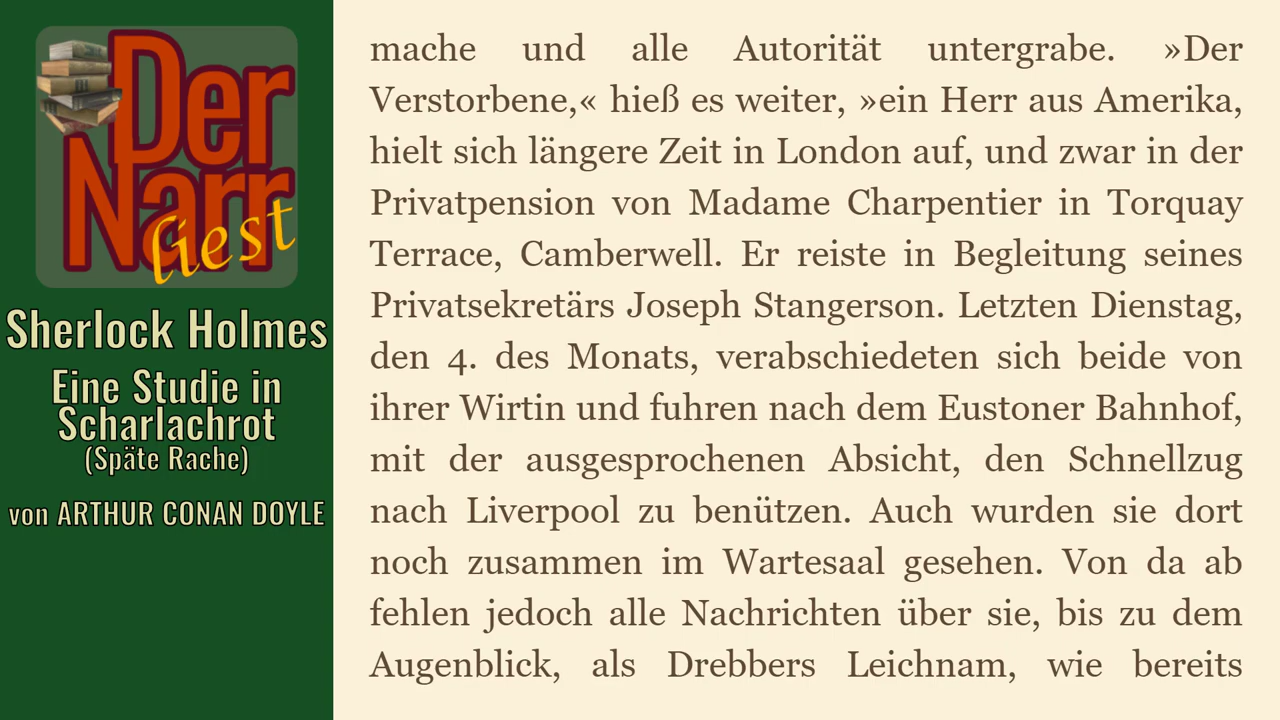 Der
Narr
liest
Sherlock Holmes
Eine Studie in
Scharlachrot
(Späte Rache)
von ARTHUR CONAN DOYLE
mache und alle Autorität untergrabe. »Der
Verstorbene,« hieß es weiter, »ein Herr aus Amerika,
hielt sich längere Zeit in London auf, und zwar in der
Privatpension von Madame Charpentier in Torquay
Terrace, Camberwell. Er reiste in Begleitung seines
Privatsekretärs Joseph Stangerson. Letzten Dienstag,
den 4. des Monats, verabschiedeten sich beide von
ihrer Wirtin und fuhren nach dem Eustoner Bahnhof,
mit der ausgesprochenen Absicht, den Schnellzug
nach Liverpool zu benützen. Auch wurden sie dort
noch zusammen im Wartesaal gesehen. Von da ab
fehlen jedoch alle Nachrichten über sie, bis zu dem
Augenblick, als Drebbers Leichnam, wie bereits